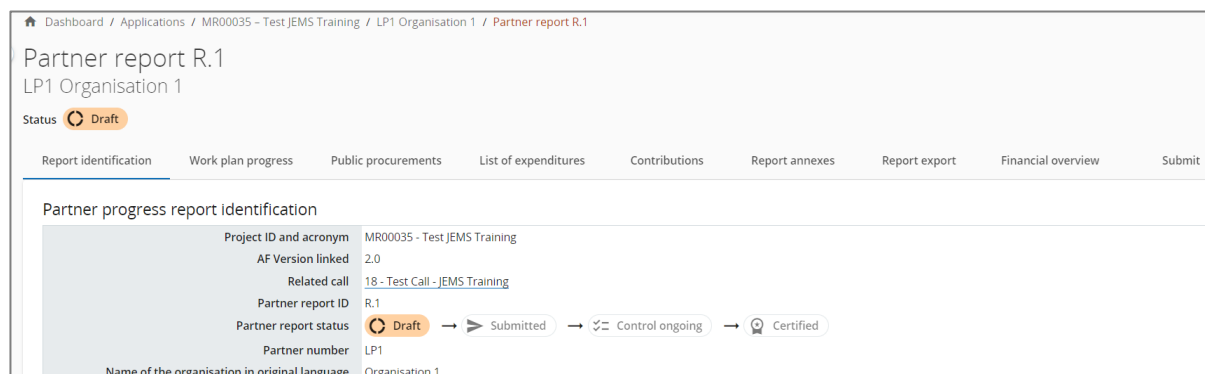 Dashboard / Applications / MR00035 – Test JEMS Training / LP1 Organisation 1 / Partner report R.1
Partner report R.1
LP1 Organisation 1
Status Draft
Report identification Work plan progress Public procurements List of expenditures Contributions Report annexes Report export Financial overview Submit
Partner progress report identification
Project ID and acronym MR00035 - Test JEMS Training
AF Version linked 2.0
Related call 18 - Test Call - JEMS Training
Partner report ID R.1
Partner report status Draft → Submitted → Control ongoing → Certified
Partner number LP1
Name of the organisation in original language Organisation 1